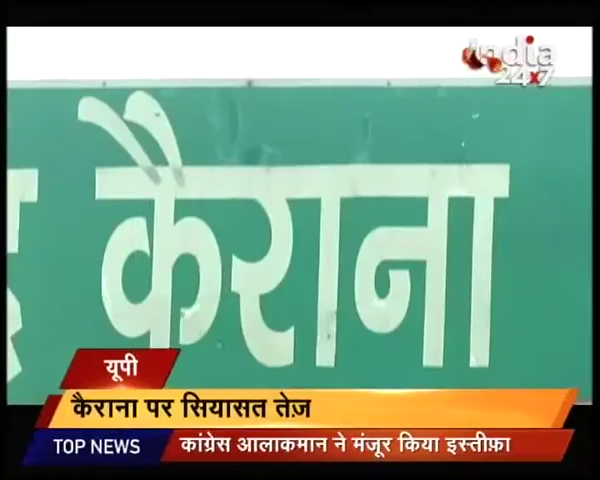 India
24x7
कैराना
यूपी
कैराना पर सियासत तेज़
TOP NEWS
कांग्रेस आलाकमान ने मंजूर किया इस्तीफ़ा